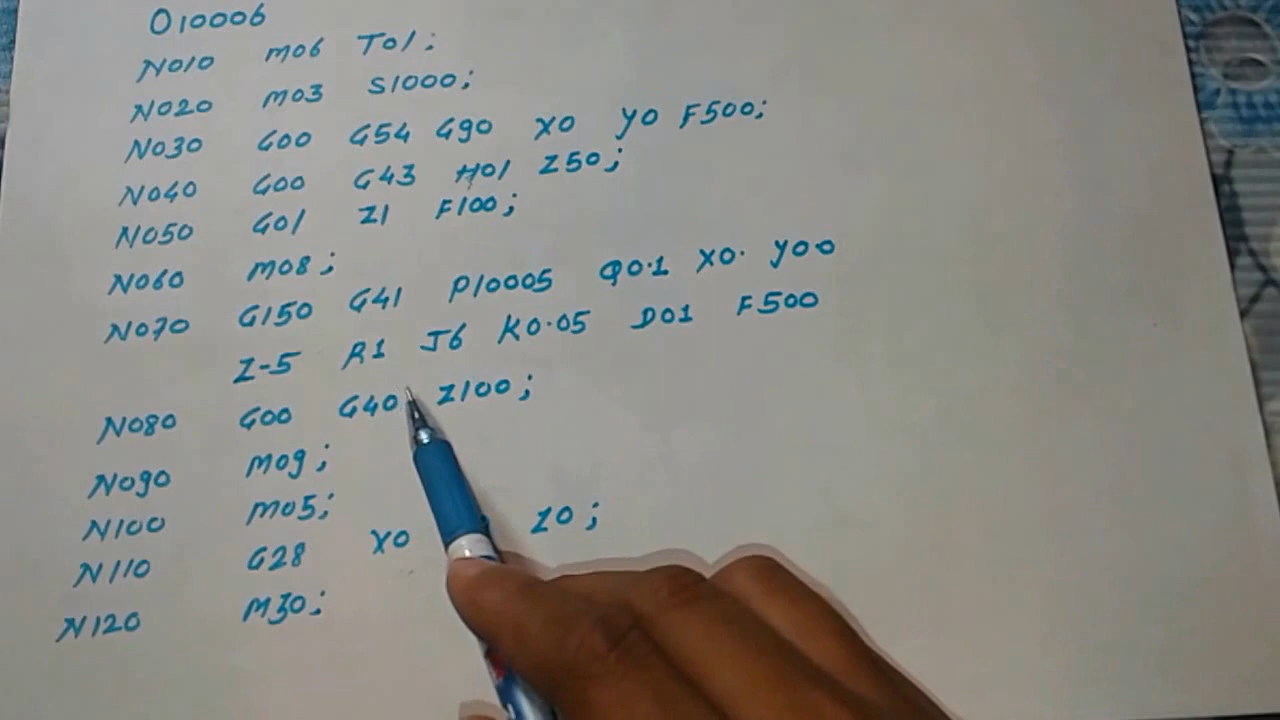 O10006
N010 M06 T01;
N020 M03 S1000;
N030 G00 G54 G90 X0 Y0 F500;
N040 G00 G43 H01 Z50;
N050 G01 Z1 F100;
N060 M08;
N070 G150 G41 P10005 Q0.1 X0. Y00
Z-5 R1 J6 K0.05 D01 F500
N080 G00 G40 Z100;
N090 M09;
N100 M05;
N110 G28 X0 Z0;
N120 M30;